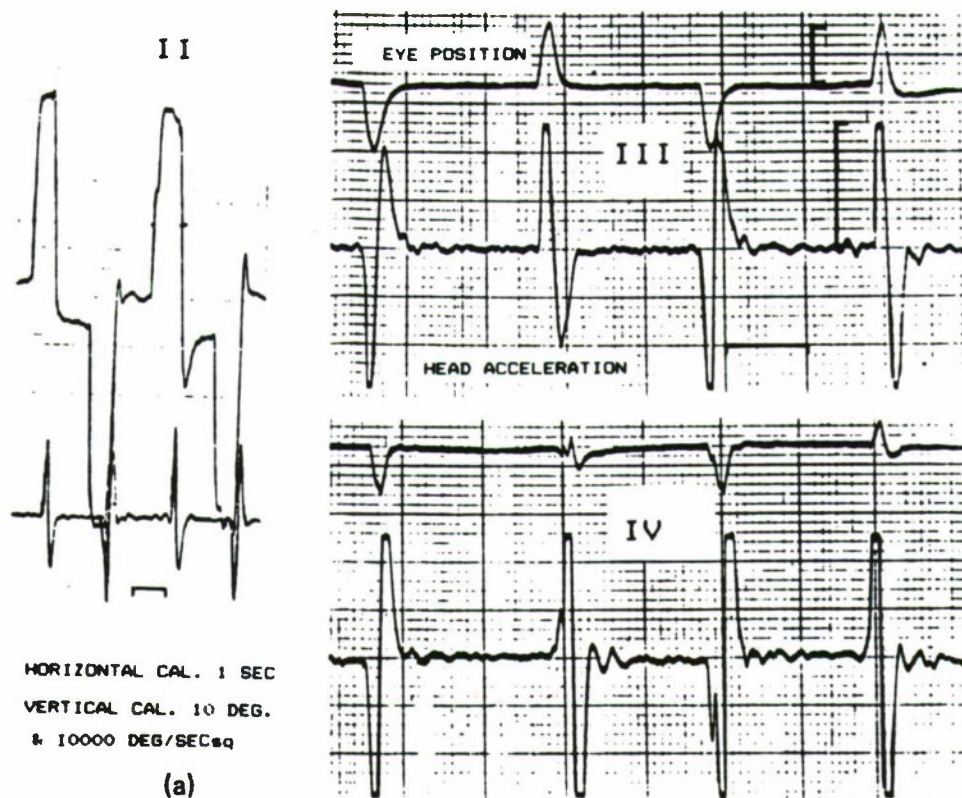 II
EYE POSITION
III
HEAD ACCELERATION
IV
HORIZONTAL CAL. 1 SEC
VERTICAL CAL. 10 DEG.
& 10000 DEG/SECsq
(a)